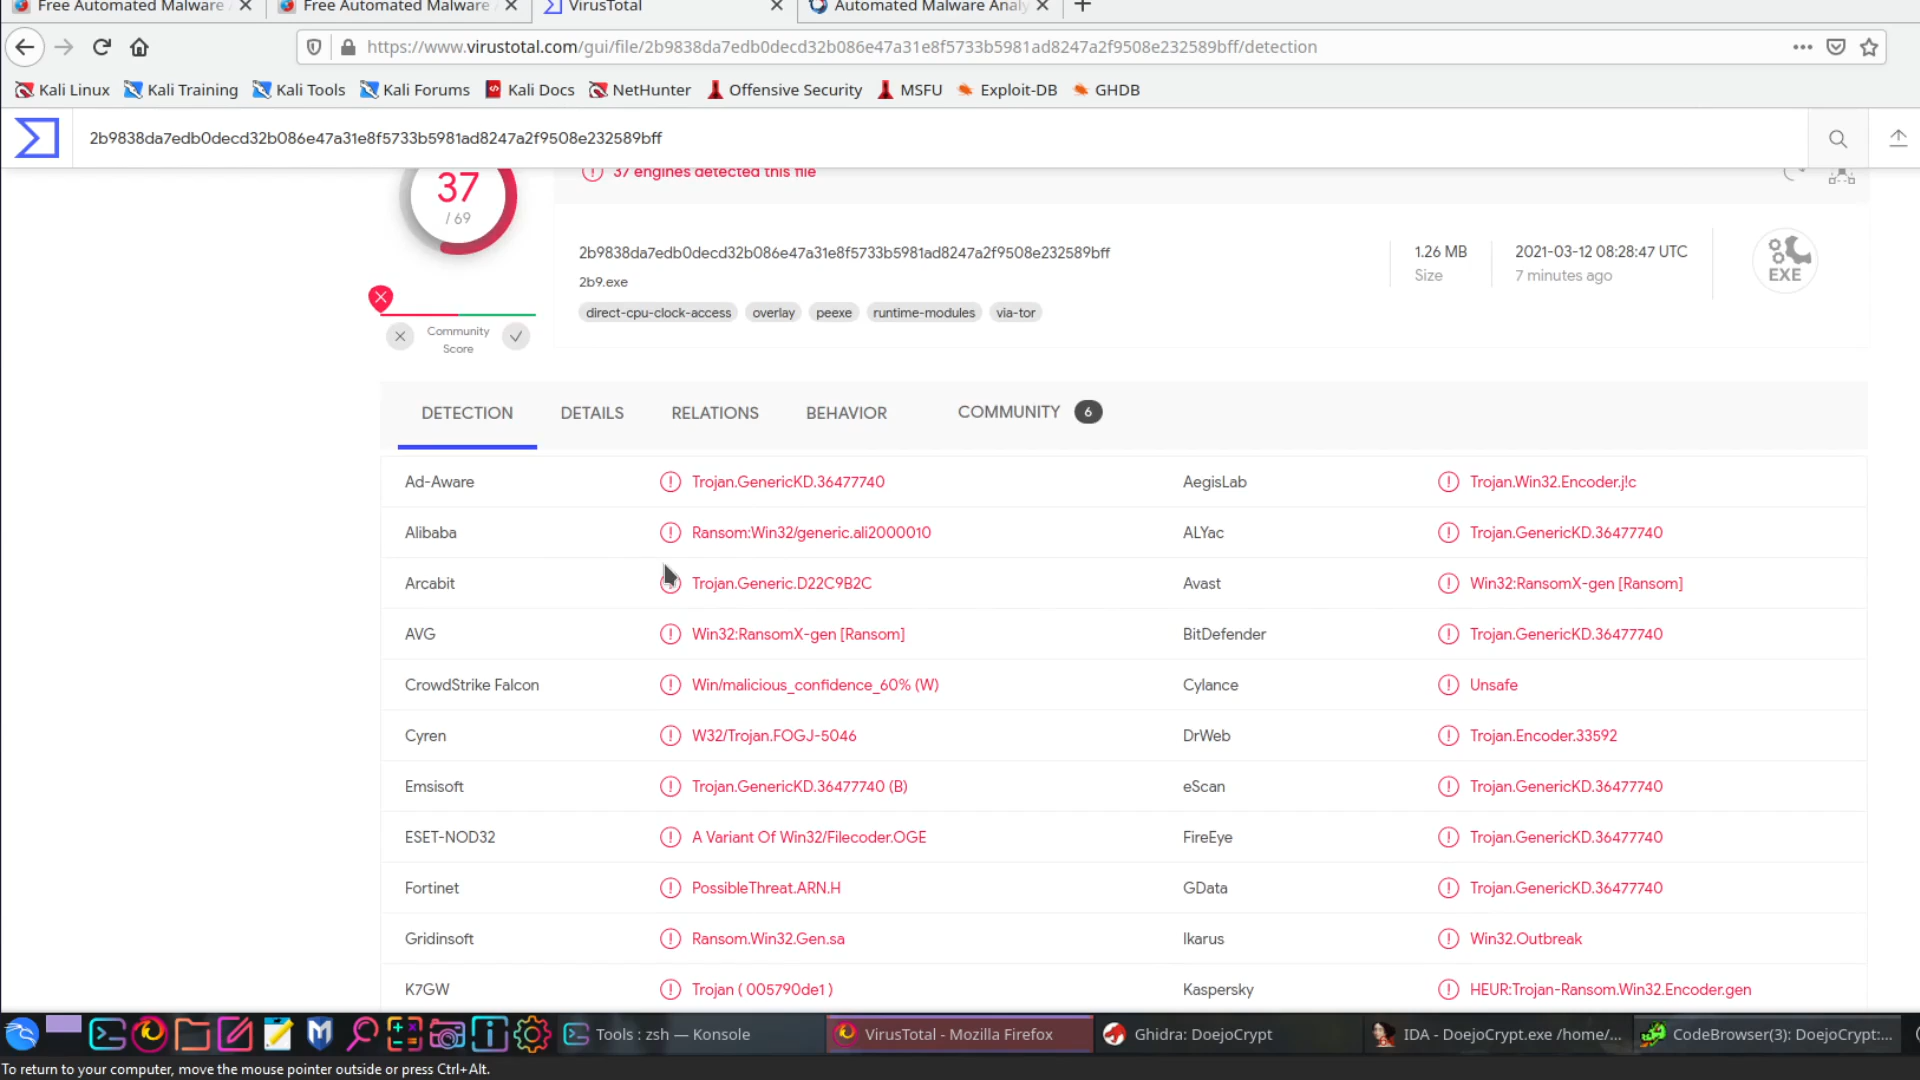 Free Automated Malware
Free Automated Malware
VirusTotal
Automated Malware Analy
https://www.virustotal.com/gui/file/2b9838da7edb0decd32b086e47a31e8f5733b5981ad8247a2f9508e232589bff/detection
Kali Linux
Kali Training
Kali Tools
Kali Forums
Kali Docs
NetHunter
Offensive Security
MSFU
Exploit-DB
GHDB
2b9838da7edb0decd32b086e47a31e8f5733b5981ad8247a2f9508e232589bff
37
/ 69
37 engines detected this file
2b9838da7edb0decd32b086e47a31e8f5733b5981ad8247a2f9508e232589bff
2b9.exe
1.26 MB
Size
2021-03-12 08:28:47 UTC
7 minutes ago
EXE
direct-cpu-clock-access
overlay
peexe
runtime-modules
via-tor
Community
Score
DETECTION
DETAILS
RELATIONS
BEHAVIOR
COMMUNITY
6
Ad-Aware
Trojan.GenericKD.36477740
AegisLab
Trojan.Win32.Encoder.j!c
Alibaba
Ransom:Win32/generic.ali2000010
ALYac
Trojan.GenericKD.36477740
Arcabit
Trojan.Generic.D22C9B2C
Avast
Win32:RansomX-gen [Ransom]
AVG
Win32:RansomX-gen [Ransom]
BitDefender
Trojan.GenericKD.36477740
CrowdStrike Falcon
Win/malicious_confidence_60% (W)
Cylance
Unsafe
Cyren
W32/Trojan.FOGJ-5046
DrWeb
Trojan.Encoder.33592
Emsisoft
Trojan.GenericKD.36477740 (B)
eScan
Trojan.GenericKD.36477740
ESET-NOD32
A Variant Of Win32/Filecoder.OGE
FireEye
Trojan.GenericKD.36477740
Fortinet
PossibleThreat.ARN.H
GData
Trojan.GenericKD.36477740
Gridinsoft
Ransom.Win32.Gen.sa
Ikarus
Win32.Outbreak
K7GW
Trojan ( 005790de1 )
Kaspersky
HEUR:Trojan-Ransom.Win32.Encoder.gen
Tools : zsh — Konsole
VirusTotal - Mozilla Firefox
Ghidra: DoejoCrypt
IDA - DoejoCrypt.exe /home/...
CodeBrowser(3): DoejoCrypt:...
To return to your computer, move the mouse pointer outside or press Ctrl+Alt.